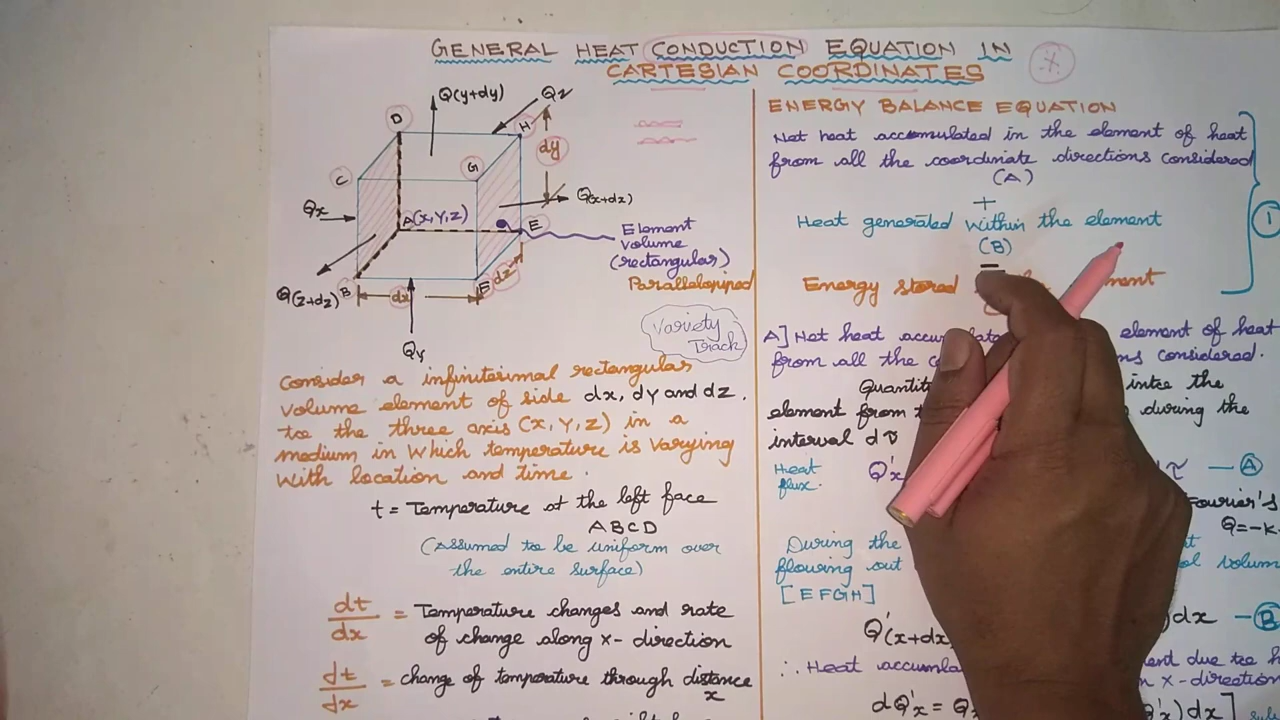 GENERAL HEAT CONDUCTION EQUATION IN
CARTESIAN COORDINATES
Q(y+dy)
Qz
D
H
dy
C
G
Qx
A(x,y,z)
Q(x+dx)
E
Element
volume
(rectangular)
Parallelopiped
Q(z+dz)
B
dx
F
dz
Qy
Variety
Track
Consider a infinitesimal rectangular
volume element of side dx, dy and dz.
to the three axis (x, y, z) in a
medium in which temperature is varying
with location and time.
t = Temperature at the left face
ABCD
(Assumed to be uniform over
the entire surface)
dt/dx = Temperature changes and rate
of change along x-direction
dt/dx = change of temperature through distance
x
ENERGY BALANCE EQUATION
Net heat accumulated in the element of heat
from all the coordinate directions considered
(A)
+
Heat generated within the element
(B)
=
Energy stored
1
A] Net heat element of heat
from all the considered.
the
element from during the
interval dτ
Heat
flux.
Q'x dτ — A
Fourier's
Q=-k
During the
flowing out volum
[EFGH]
Q'(x+dx) dx — B
∴ Heat due to
x-direction
dQ'x = Q'x)dx]